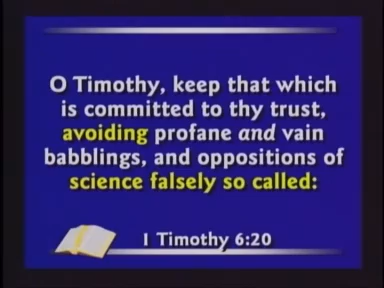 O Timothy, keep that which
is committed to thy trust,
avoiding profane and vain
babblings, and oppositions of
science falsely so called:
1 Timothy 6:20